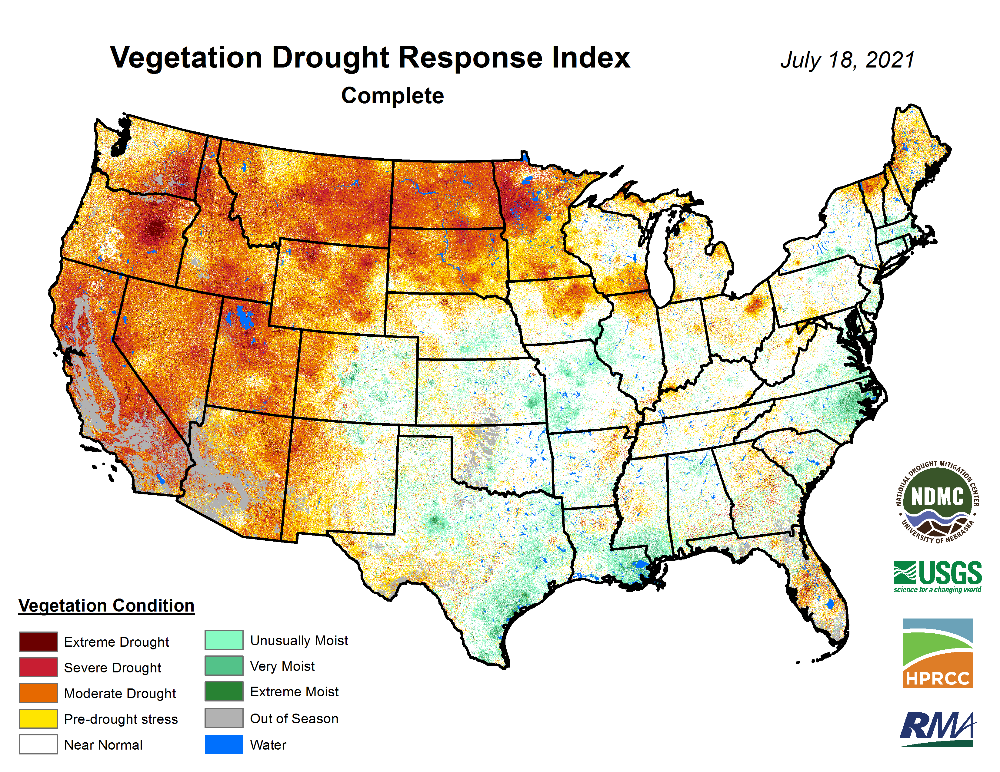 Vegetation Drought Response Index
July 18, 2021
Complete
NATIONAL DROUGHT MITIGATION CENTER
NDMC
UNIVERSITY OF NEBRASKA
USGS
science for a changing world
HPRCC
RMA
Vegetation Condition
Extreme Drought
Severe Drought
Moderate Drought
Pre-drought stress
Near Normal
Unusually Moist
Very Moist
Extreme Moist
Out of Season
Water